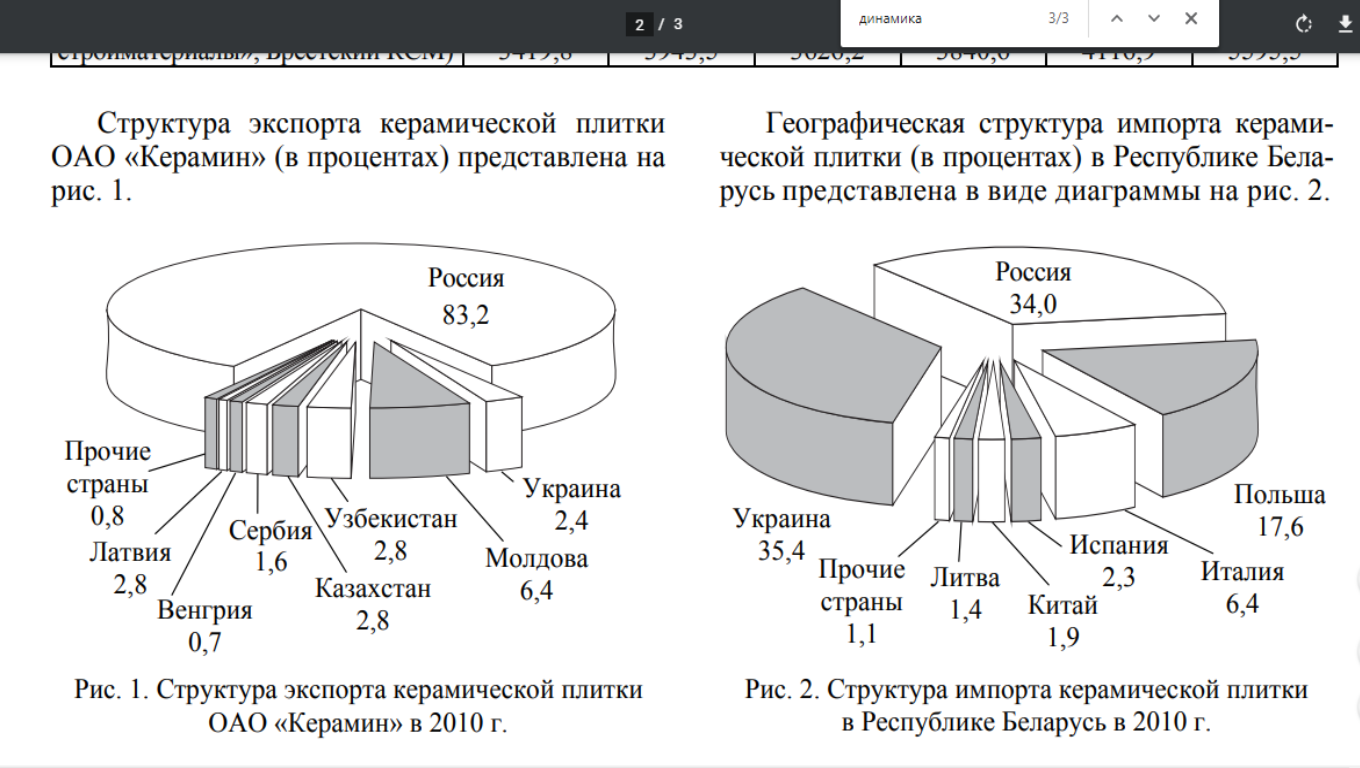 2 / 3
динамика 3/3
Структура экспорта керамической плитки
ОАО «Керамин» (в процентах) представлена на
рис. 1.
Россия
83,2
Прочие
страны
0,8
Латвия
2,8
Венгрия
0,7
Сербия
1,6
Казахстан
2,8
Узбекистан
2,8
Молдова
6,4
Украина
2,4
Рис. 1. Структура экспорта керамической плитки
ОАО «Керамин» в 2010 г.
Географическая структура импорта керами-
ческой плитки (в процентах) в Республике Бела-
русь представлена в виде диаграммы на рис. 2.
Россия
34,0
Украина
35,4
Прочие
страны
1,1
Литва
1,4
Китай
1,9
Испания
2,3
Италия
6,4
Польша
17,6
Рис. 2. Структура импорта керамической плитки
в Республике Беларусь в 2010 г.